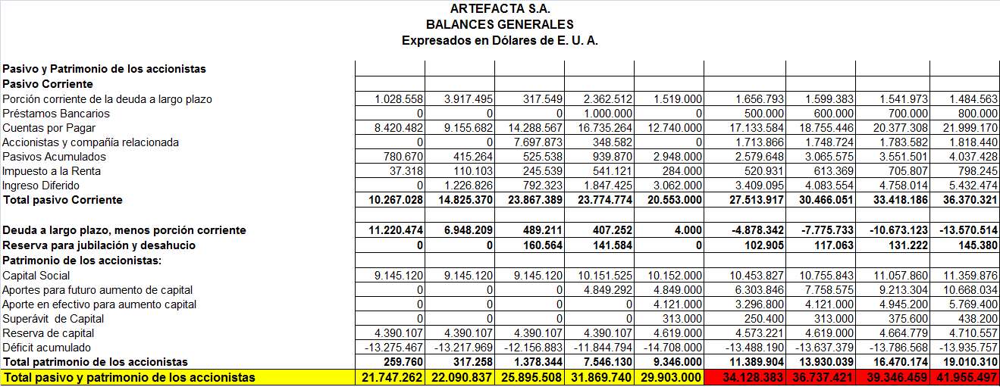 ARTEFACTA S.A.
BALANCES GENERALES
Expresados en Dólares de E. U. A.
Pasivo y Patrimonio de los accionistas
Pasivo Corriente
Porción corriente de la deuda a largo plazo 1.028.558 3.917.495 317.549 2.362.512 1.519.000 1.656.793 1.599.383 1.541.973 1.484.563
Préstamos Bancarios 0 0 0 1.000.000 0 500.000 600.000 700.000 800.000
Cuentas por Pagar 8.420.482 9.155.682 14.288.567 16.735.264 12.740.000 17.133.584 18.755.446 20.377.308 21.999.170
Accionistas y compañía relacionada 0 0 7.697.873 348.582 0 1.713.866 1.748.724 1.783.582 1.818.440
Pasivos Acumulados 780.670 415.264 525.538 939.870 2.948.000 2.579.648 3.065.575 3.551.501 4.037.428
Impuesto a la Renta 37.318 110.103 245.539 541.121 284.000 520.931 613.369 705.807 798.245
Ingreso Diferido 0 1.226.826 792.323 1.847.425 3.062.000 3.409.095 4.083.554 4.758.014 5.432.474
Total pasivo Corriente 10.267.028 14.825.370 23.867.389 23.774.774 20.553.000 27.513.917 30.466.051 33.418.186 36.370.321
Deuda a largo plazo, menos porción corriente 11.220.474 6.948.209 489.211 407.252 4.000 -4.878.342 -7.775.733 -10.673.123 -13.570.514
Reserva para jubilación y desahucio 0 0 160.564 141.584 0 102.905 117.063 131.222 145.380
Patrimonio de los accionistas:
Capital Social 9.145.120 9.145.120 9.145.120 10.151.525 10.152.000 10.453.827 10.755.843 11.057.860 11.359.876
Aportes para futuro aumento de capital 0 0 0 4.849.292 4.849.000 6.303.846 7.758.575 9.213.304 10.668.034
Aporte en efectivo para aumento capital 0 0 0 0 4.121.000 3.296.800 4.121.000 4.945.200 5.769.400
Superávit de Capital 0 0 0 0 313.000 250.400 313.000 375.600 438.200
Reserva de capital 4.390.107 4.390.107 4.390.107 4.390.107 4.619.000 4.573.221 4.619.000 4.664.779 4.710.557
Déficit acumulado -13.275.467 -13.217.969 -12.156.883 -11.844.794 -14.708.000 -13.488.190 -13.637.379 -13.786.568 -13.935.757
Total patrimonio de los accionistas 259.760 317.258 1.378.344 7.546.130 9.346.000 11.389.904 13.930.039 16.470.174 19.010.310
Total pasivo y patrimonio de los accionistas 21.747.262 22.090.837 25.895.508 31.869.740 29.903.000 34.128.383 36.737.421 39.346.459 41.955.497